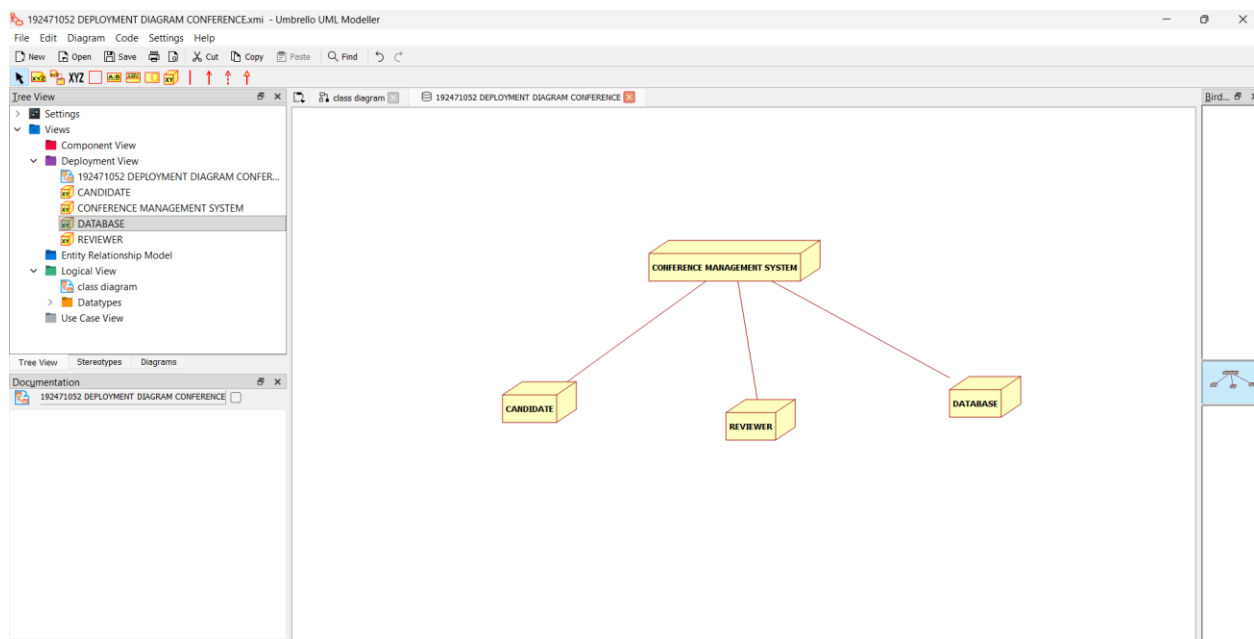 192471052 DEPLOYMENT DIAGRAM CONFERENCE.xmi - Umbrello UML Modeller
File Edit Diagram Code Settings Help
New Open Save Cut Copy Paste Find
XYZ XYZ A:B
Tree View
Settings
Views
Component View
Deployment View
192471052 DEPLOYMENT DIAGRAM CONFER...
CANDIDATE
CONFERENCE MANAGEMENT SYSTEM
DATABASE
REVIEWER
Entity Relationship Model
Logical View
class diagram
Datatypes
Use Case View
Tree View Stereotypes Diagrams
Documentation
192471052 DEPLOYMENT DIAGRAM CONFERENCE
class diagram 192471052 DEPLOYMENT DIAGRAM CONFERENCE
CONFERENCE MANAGEMENT SYSTEM
CANDIDATE
REVIEWER
DATABASE
Bird...